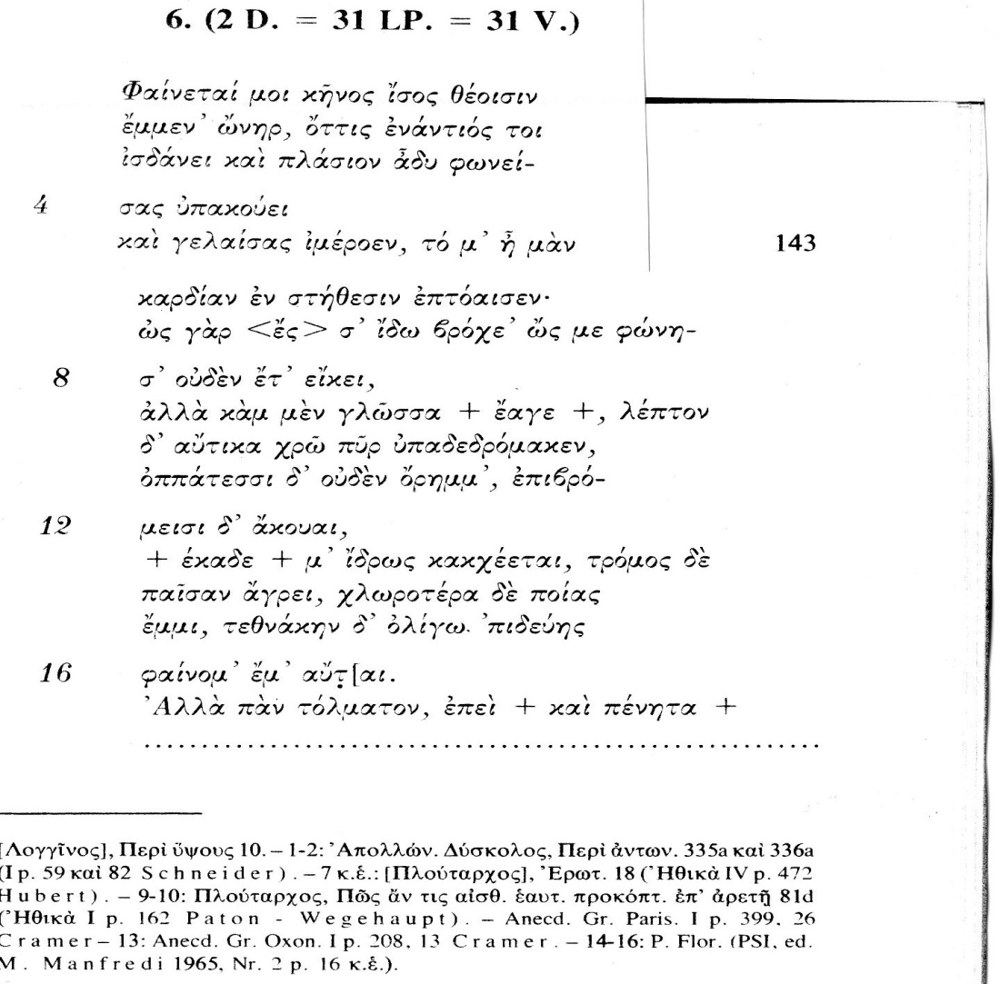 6. (2 D. = 31 LP. = 31 V.)
Φαίνεταί μοι κῆνος ἴσος θέοισιν
ἔμμεν' ὤνηρ, ὄττις ἐνάντιός τοι
ἰσδάνει καὶ πλάσιον ἆδυ φωνεί-
4 σας ὐπακούει
καὶ γελαίσας ἰμέροεν, τό μ' ἦ μὰν
143
καρδίαν ἐν στήθεσιν ἐπτόαισεν·
ὠς γὰρ <ἔς> σ' ἴδω βρόχε' ὤς με φώνη-
8 σ' οὐδὲν ἔτ' εἴκει,
ἀλλὰ κὰμ μὲν γλῶσσα + ἔαγε +, λέπτον
δ' αὔτικα χρῶ πῦρ ὐπαδεδρόμακεν,
ὀππάτεσσι δ' οὐδὲν ὄρημμ', ἐπιβρό-
12 μεισι δ' ἄκουαι,
+ έκαδε + μ' ἴδρως κακχέεται, τρόμος δὲ
παῖσαν ἄγρει, χλωροτέρα δὲ ποίας
ἔμμι, τεθνάκην δ' ὀλίγω. 'πιδεύης
16 φαίνομ' ἔμ' αὔτ̣[αι.
Ἀλλὰ πὰν τόλματον, ἐπεὶ + καὶ πένητα +
..........................................................
[Λογγῖνος], Περὶ ὕψους 10. – 1-2: Ἀπολλών. Δύσκολος, Περὶ ἀντων. 335a καὶ 336a
(I p. 59 καὶ 82 Schneider). – 7 κ.ἑ.: [Πλούταρχος], Ἐρωτ. 18 (Ἠθικὰ IV p. 472
Hubert). – 9-10: Πλούταρχος, Πῶς ἄν τις αἰσθ. ἑαυτ. προκόπτ. ἐπ' ἀρετῇ 81d
(Ἠθικὰ I p. 162 Paton - Wegehaupt). – Anecd. Gr. Paris. I p. 399, 26
Cramer – 13: Anecd. Gr. Oxon. I p. 208, 13 Cramer. – 14-16: P. Flor. (PSI, ed.
M. Manfredi 1965, Nr. 2 p. 16 κ.ἑ.).